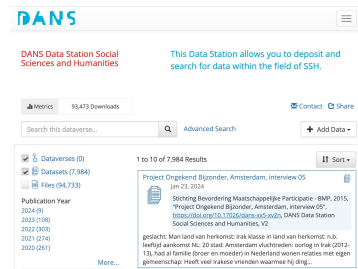 DANS
DANS Data Station Social
Sciences and Humanities
This Data Station allows you to deposit and
search for data within the field of SSH.
Metrics 93,473 Downloads
Contact Share
Search this dataverse...
Advanced Search
Add Data
Dataverses (0)
Datasets (7,984)
Files (94,733)
Publication Year
2024 (9)
2023 (108)
2022 (303)
2021 (274)
2020 (261)
More...
1 to 10 of 7,984 Results
Sort
Project Ongekend Bijzonder, Amsterdam, interview 05
Jan 23, 2024
Stichting Bevordering Maatschappelijke Participatie - BMP, 2015,
"Project Ongekend Bijzonder, Amsterdam, interview 05",
https://doi.org/10.17026/dans-xv5-xv2n, DANS Data Station
Social Sciences and Humanities, V2
geslacht: Man land van herkomst: Irak Klasse in land van herkomst: n.b.
leeftijd aankomst NL: 20 stad: Amsterdam vluchtreden: oorlog in Irak (2012-
13), had al familie (broer en moeder) in Nederland wonen relaties met eigen
gemeenschap: Heeft veel Irakese vrienden waarmee hij ding...